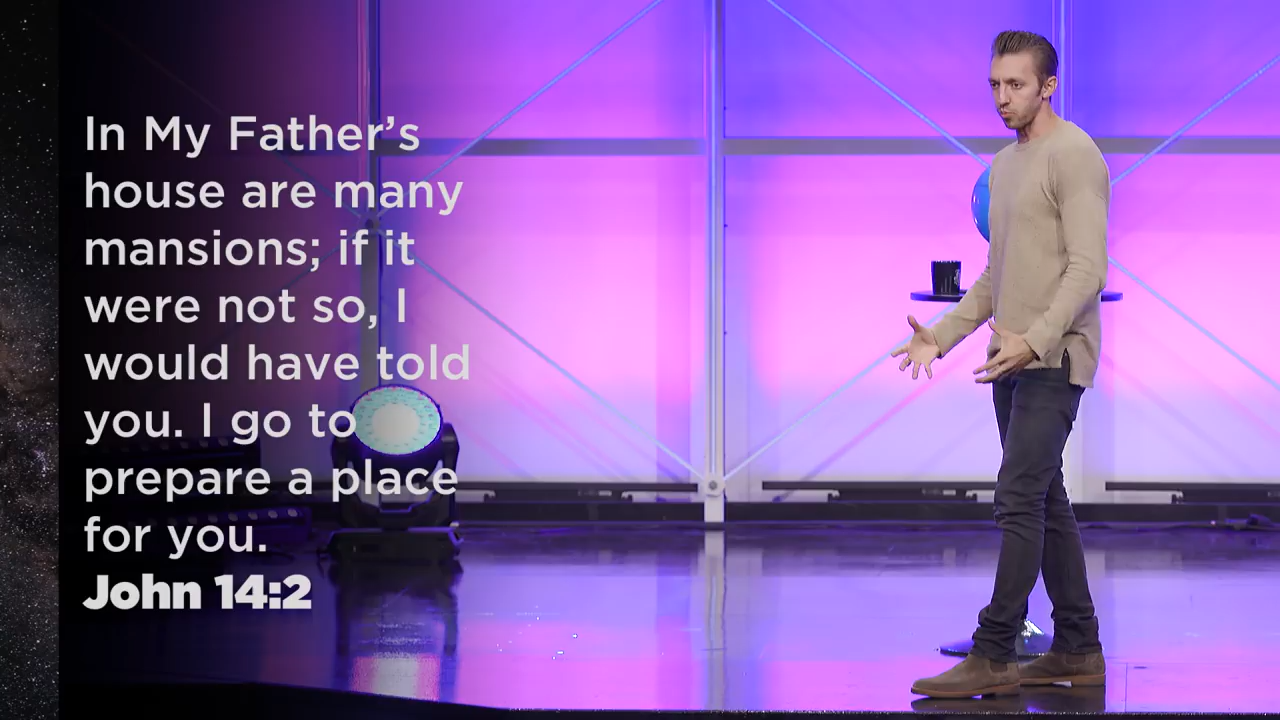 In My Father’s
house are many
mansions; if it
were not so, I
would have told
you. I go to
prepare a place
for you.
John 14:2